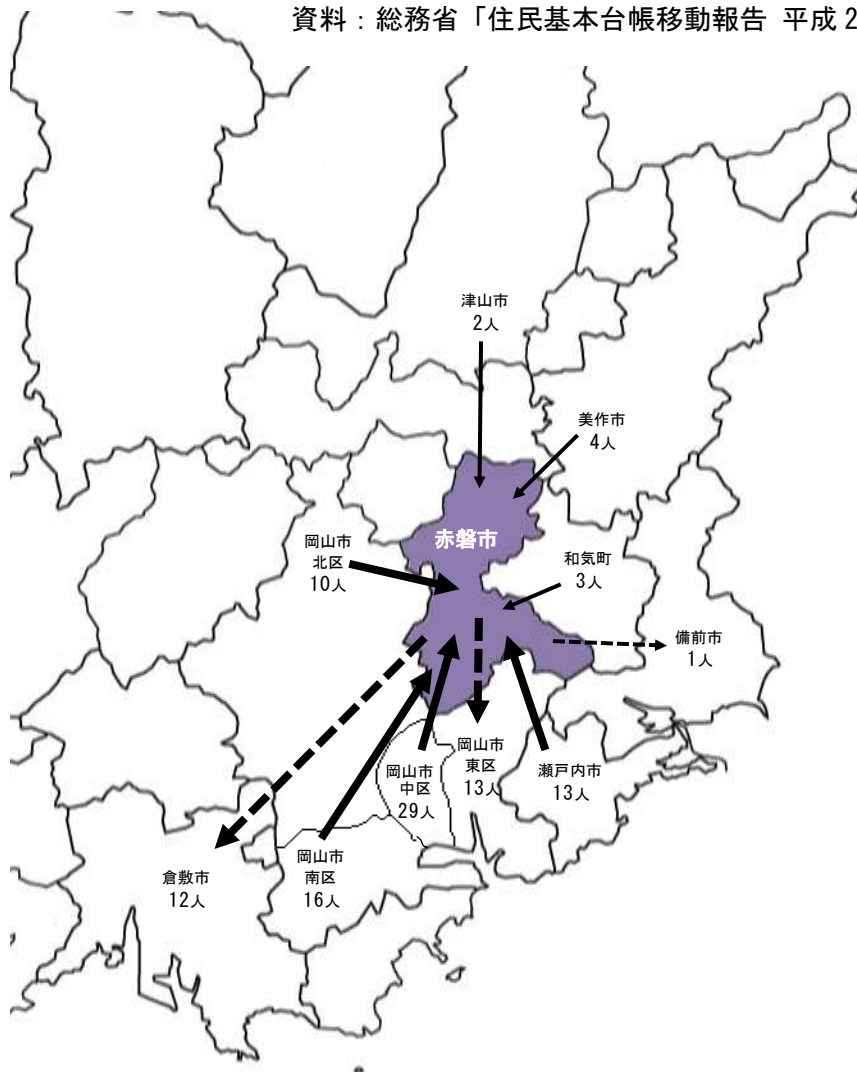 資料：総務省「住民基本台帳移動報告 平成 2
津山市
2人
美作市
4人
赤磐市
岡山市
北区
10人
和気町
3人
備前市
1人
岡山市
東区
13人
岡山市
中区
29人
瀬戸内市
13人
岡山市
南区
16人
倉敷市
12人